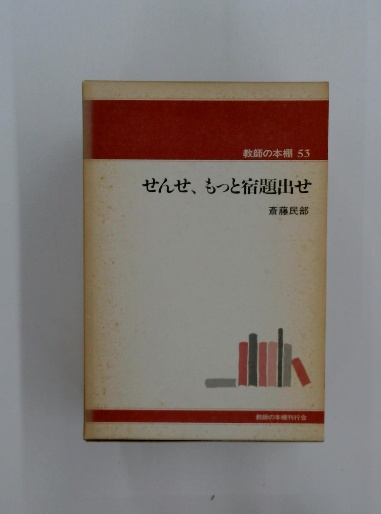 教師の本棚 53
せんせ、もっと宿題出せ
斎藤民部
教師の本棚刊行会